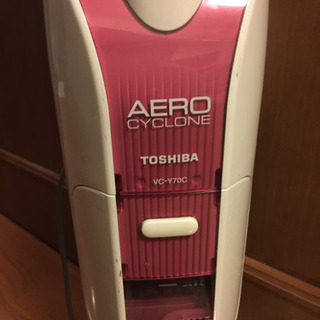 AERO
CYCLONE
TOSHIBA
VC-Y70C